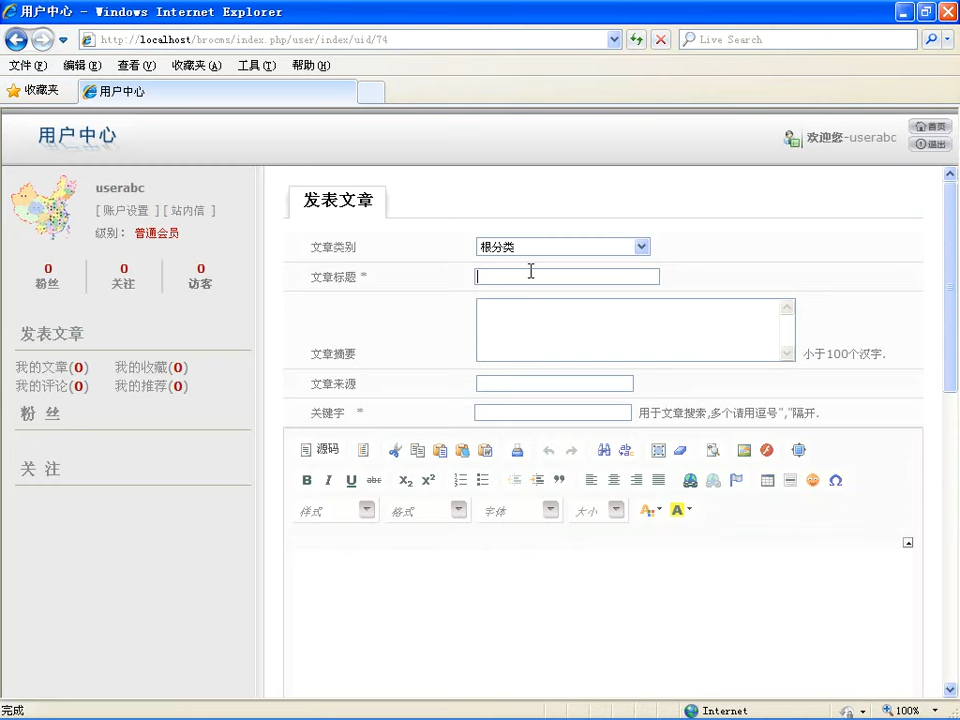 用户中心 - Windows Internet Explorer
http://localhost/brocms/index.php/user/index/uid/74
Live Search
文件(F) 编辑(E) 查看(V) 收藏夹(A) 工具(T) 帮助(H)
收藏夹 用户中心
用户中心
欢迎您-userabc
首页
退出
userabc
[ 账户设置 ] [ 站内信 ]
级别： 普通会员
0 0 0
粉丝 关注 访客
发表文章
我的文章(0) 我的收藏(0)
我的评论(0) 我的推荐(0)
粉 丝
关 注
发表文章
文章类别 根分类
文章标题 *
文章摘要 小于100个汉字.
文章来源
关键字 * 用于文章搜索,多个请用逗号","隔开.
源码
B I U abc X₂ X²
样式 格式 字体 大小 A A
完成 Internet 100%